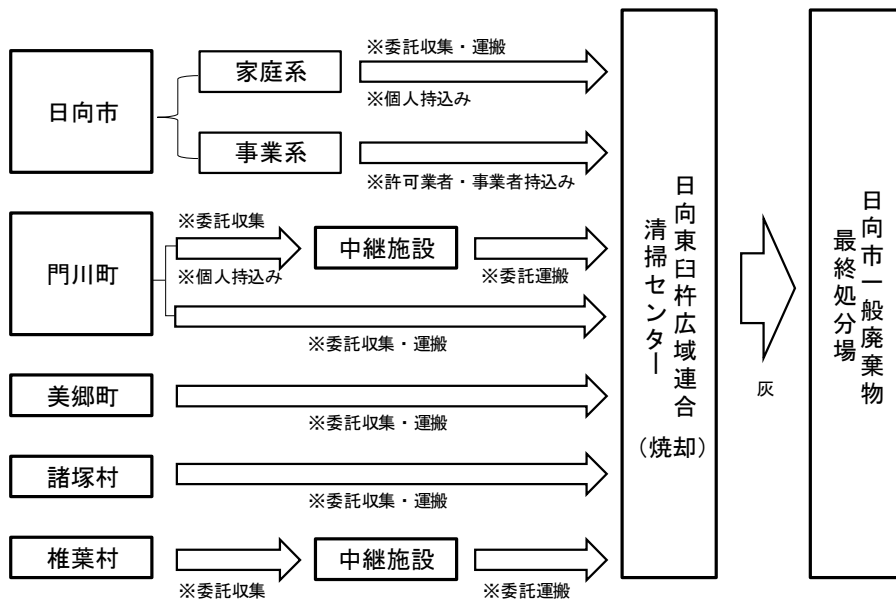 日向市
家庭系
※委託収集・運搬
※個人持込み
事業系
※許可業者・事業者持込み
門川町
※委託収集
※個人持込み
中継施設
※委託運搬
※委託収集・運搬
美郷町
※委託収集・運搬
諸塚村
※委託収集・運搬
椎葉村
※委託収集
中継施設
※委託運搬
日向東臼杵広域連合
清掃センター
(焼却)
灰
日向市一般廃棄物
最終処分場